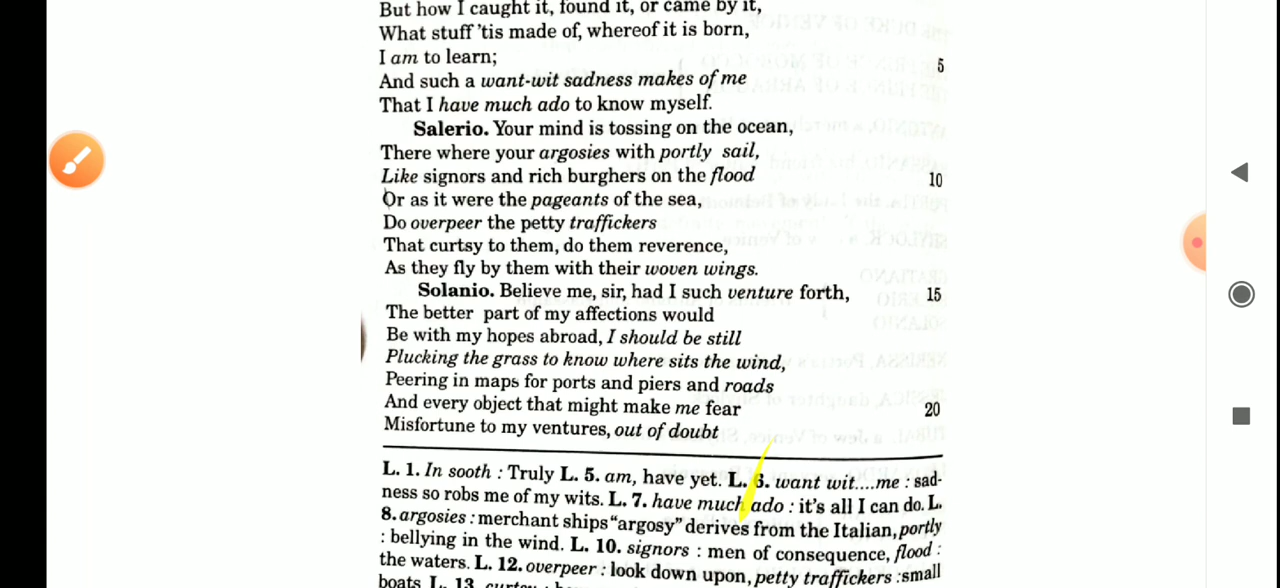 But how I caught it, found it, or came by it,
What stuff 'tis made of, whereof it is born,
I am to learn; 5
And such a want-wit sadness makes of me
That I have much ado to know myself.
Salerio. Your mind is tossing on the ocean,
There where your argosies with portly sail,
Like signors and rich burghers on the flood 10
Or as it were the pageants of the sea,
Do overpeer the petty traffickers
That curtsy to them, do them reverence,
As they fly by them with their woven wings.
Solanio. Believe me, sir, had I such venture forth, 15
The better part of my affections would
Be with my hopes abroad, I should be still
Plucking the grass to know where sits the wind,
Peering in maps for ports and piers and roads
And every object that might make me fear 20
Misfortune to my ventures, out of doubt
L. 1. In sooth : Truly L. 5. am, have yet. L. 6. want wit....me : sad-
ness so robs me of my wits. L. 7. have much ado : it's all I can do. L.
8. argosies : merchant ships "argosy" derives from the Italian, portly
: bellying in the wind. L. 10. signors : men of consequence, flood :
the waters. L. 12. overpeer : look down upon, petty traffickers :small
boats L. 13.